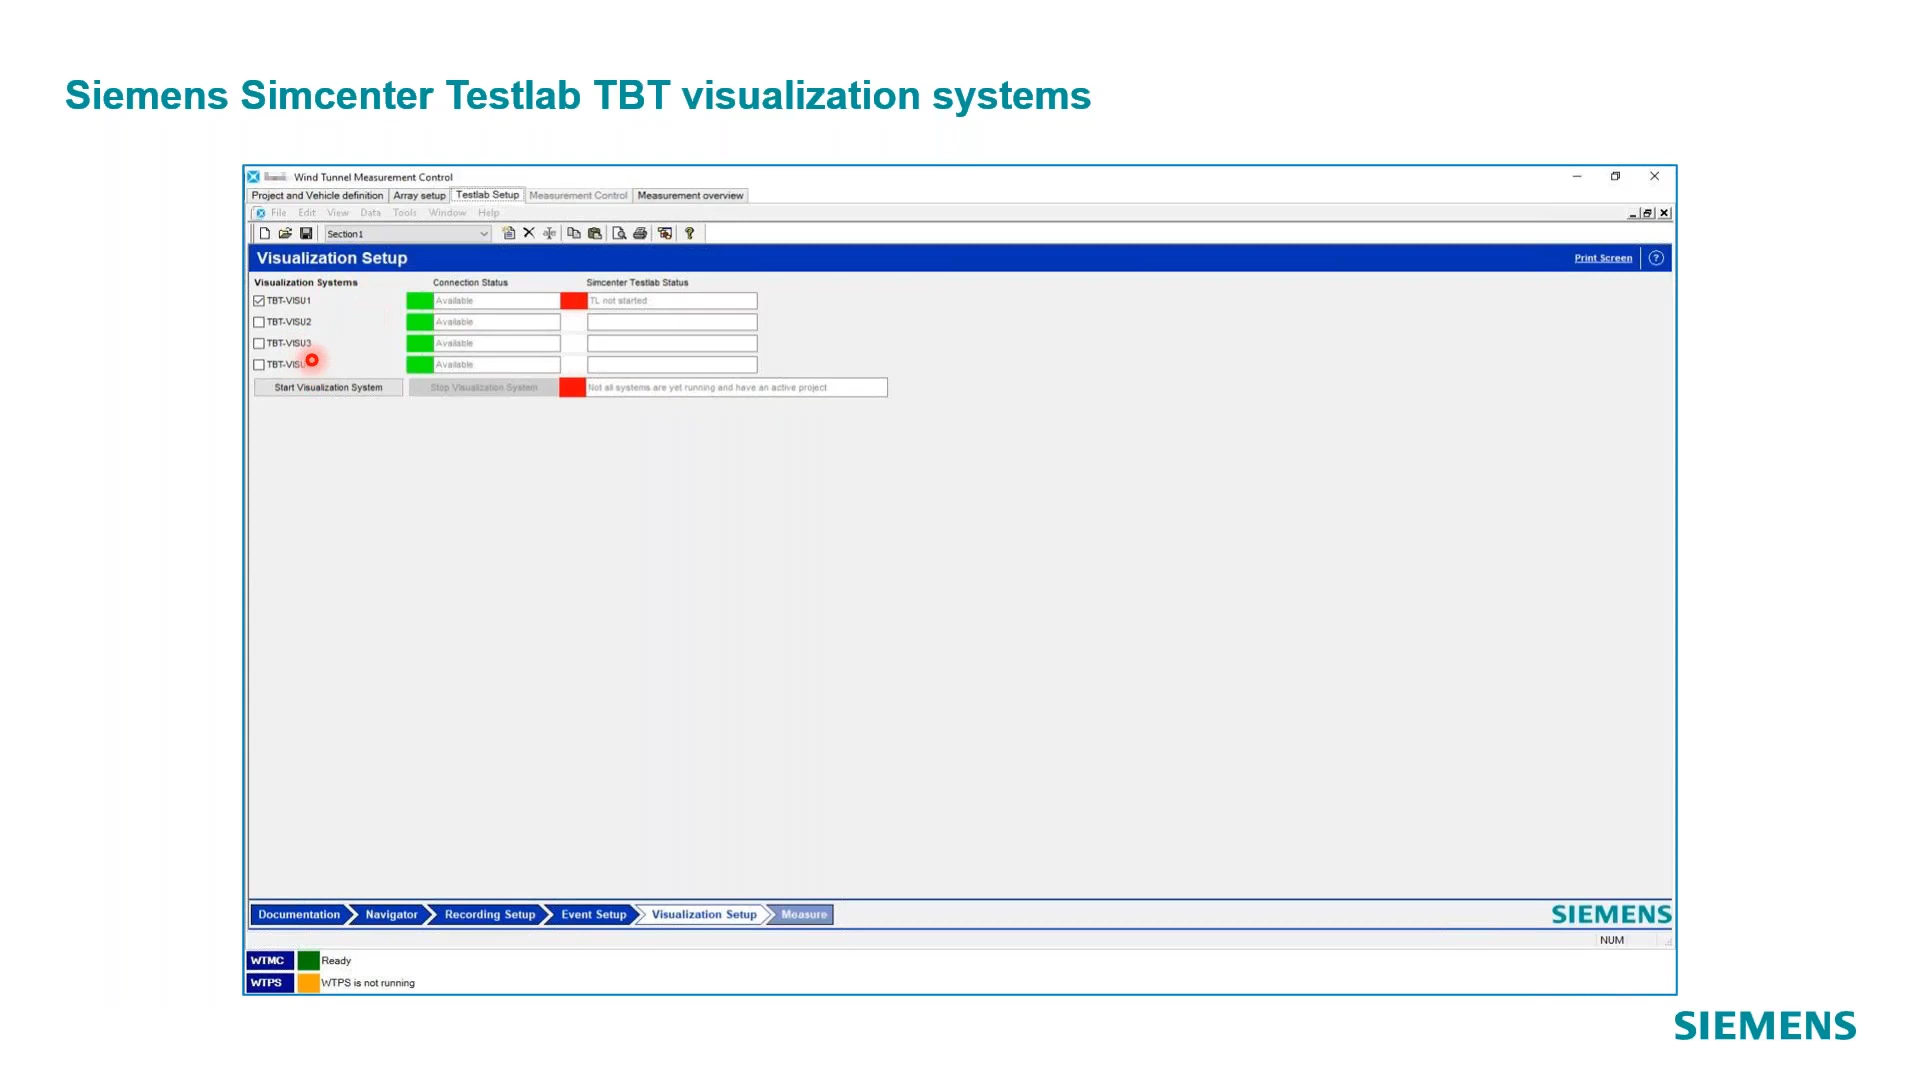 Siemens Simcenter Testlab TBT visualization systems
Wind Tunnel Measurement Control
Project and Vehicle definition Array setup Testlab Setup Measurement Control Measurement overview
File Edit View Data Tools Window Help
Section1
Visualization Setup Print Screen ?
Visualization Systems Connection Status Simcenter Testlab Status
TBT-VISU1 Available TL not started
TBT-VISU2 Available
TBT-VISU3 Available
TBT-VISU Available
Start Visualization System Stop Visualization System Not all systems are yet running and have an active project
Documentation Navigator Recording Setup Event Setup Visualization Setup Measure SIEMENS
NUM
WTMC Ready
WTPS WTPS is not running
SIEMENS